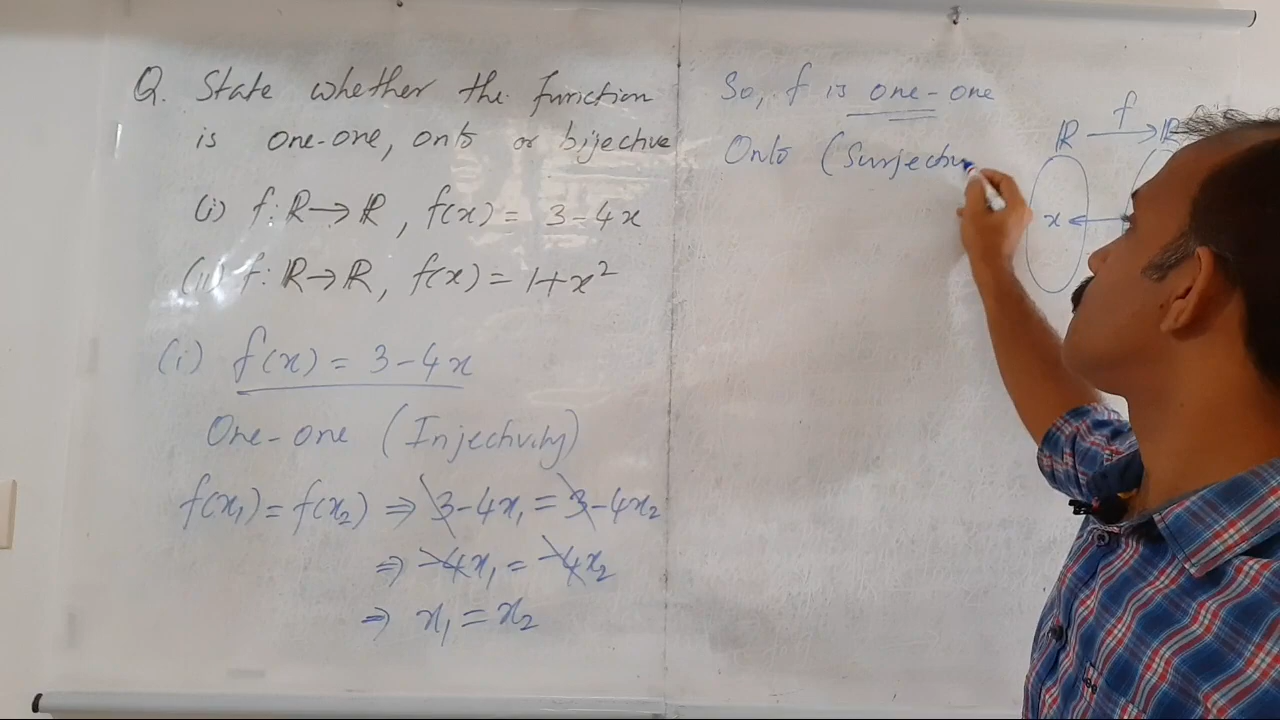 Q. State whether the function
is one-one, onto or bijective
(i) f: ℝ→ℝ, f(x) = 3-4x
(ii) f: ℝ→ℝ, f(x) = 1+x²
(i) f(x) = 3-4x
One-one (Injectivity)
f(x₁) = f(x₂) ⇒ 3-4x₁ = 3-4x₂
⇒ -4x₁ = -4x₂
⇒ x₁ = x₂
So, f is one-one
Onto (Surjectiv
f
ℝ → ℝ
x ←